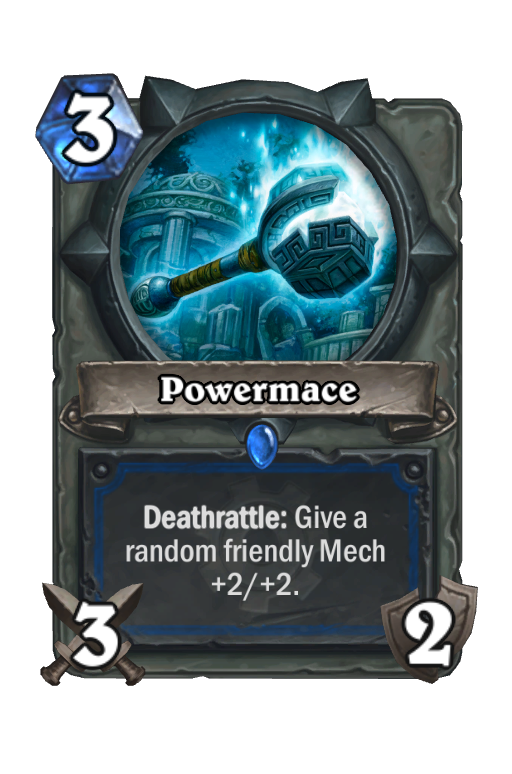 3
Powermace
Deathrattle: Give a
random friendly Mech
+2/+2.
3
2